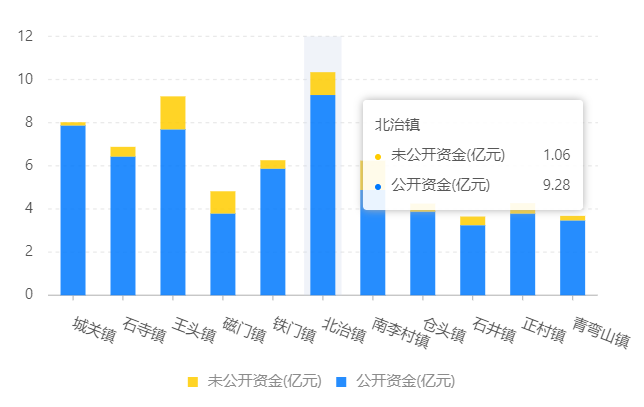 12
10
8
6
4
2
0
北冶镇
未公开资金(亿元) 1.06
公开资金(亿元) 9.28
城关镇
石寺镇
王头镇
磁门镇
铁门镇
北冶镇
南李村镇
仓头镇
石井镇
正村镇
青弯山镇
未公开资金(亿元) 公开资金(亿元)